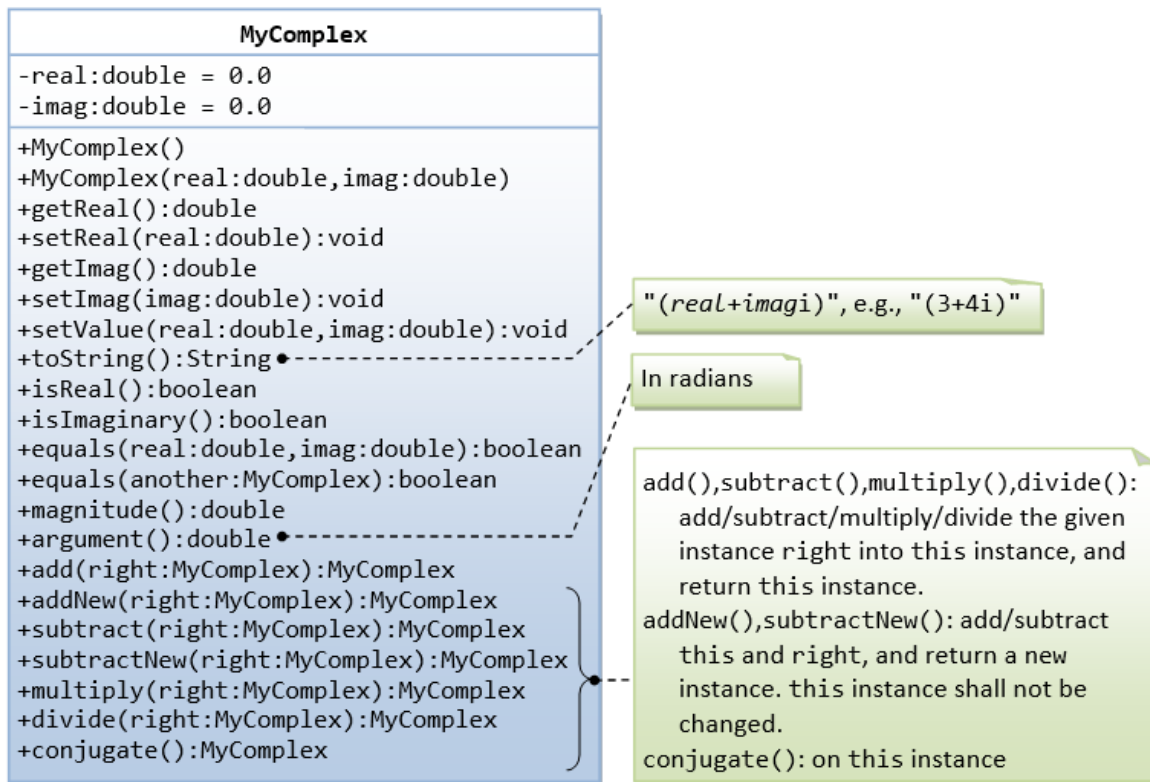 MyComplex
-real:double = 0.0
-imag:double = 0.0
+MyComplex()
+MyComplex(real:double,imag:double)
+getReal():double
+setReal(real:double):void
+getImag():double
+setImag(imag:double):void
+setValue(real:double,imag:double):void
+toString():String
+isReal():boolean
+isImaginary():boolean
+equals(real:double,imag:double):boolean
+equals(another:MyComplex):boolean
+magnitude():double
+argument():double
+add(right:MyComplex):MyComplex
+addNew(right:MyComplex):MyComplex
+subtract(right:MyComplex):MyComplex
+subtractNew(right:MyComplex):MyComplex
+multiply(right:MyComplex):MyComplex
+divide(right:MyComplex):MyComplex
+conjugate():MyComplex
"(real+imagi)", e.g., "(3+4i)"
In radians
add(),subtract(),multiply(),divide():
add/subtract/multiply/divide the given
instance right into this instance, and
return this instance.
addNew(),subtractNew(): add/subtract
this and right, and return a new
instance. this instance shall not be
changed.
conjugate(): on this instance